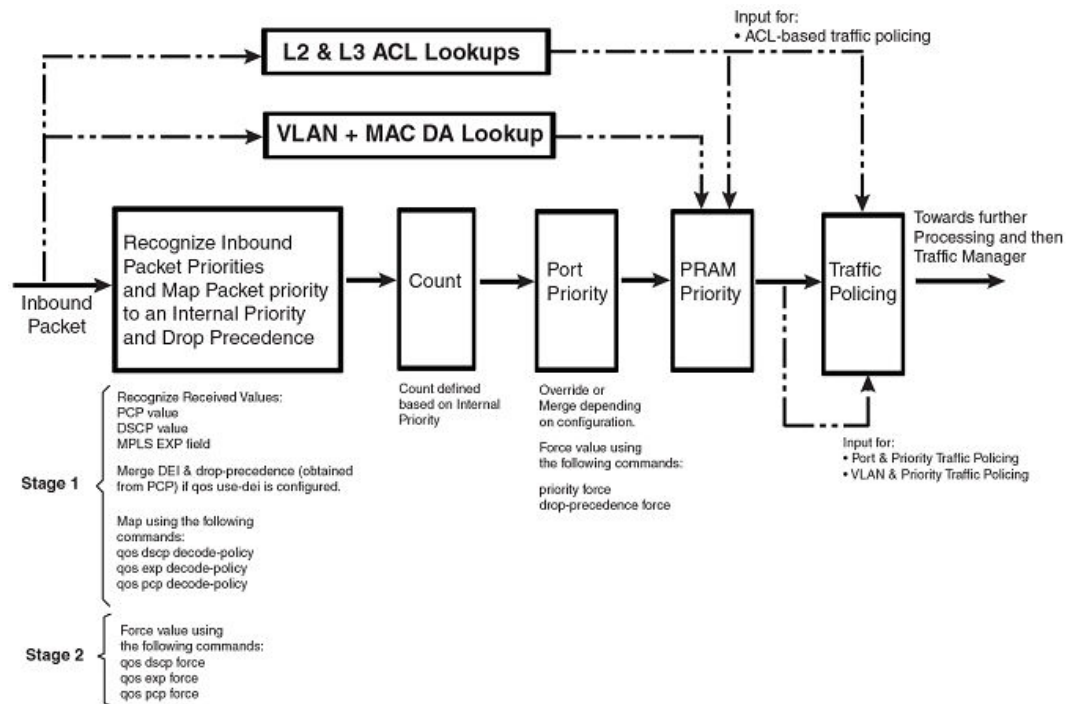 Input for:
• ACL-based traffic policing
L2 & L3 ACL Lookups
VLAN + MAC DA Lookup
Inbound
Packet
Recognize Inbound
Packet Priorities
and Map Packet priority
to an Internal Priority
and Drop Precedence
Count
Port
Priority
PRAM
Priority
Traffic
Policing
Towards further
Processing and then
Traffic Manager
Count defined
based on Internal
Priority
Override or
Merge depending
on configuration.
Force value using
the following commands:
priority force
drop-precedence force
Input for:
• Port & Priority Traffic Policing
• VLAN & Priority Traffic Policing
Stage 1
Recognize Received Values:
PCP value
DSCP value
MPLS EXP field
Merge DEI & drop-precedence (obtained
from PCP) if qos use-dei is configured.
Map using the following
commands:
qos dscp decode-policy
qos exp decode-policy
qos pcp decode-policy
Stage 2
Force value using
the following commands:
qos dscp force
qos exp force
qos pcp force